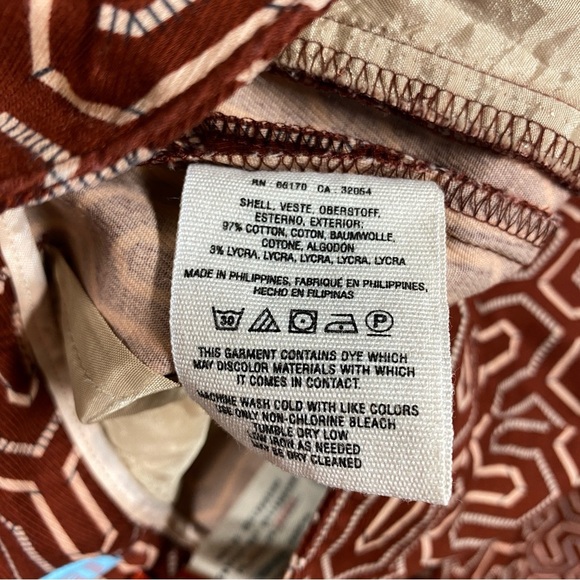 RN 66170 CA 32054
SHELL, VESTE, OBERSTOFF,
ESTERNO, EXTERIOR:
97% COTTON, COTON, BAUMWOLLE,
COTONE, ALGODON
3% LYCRA, LYCRA, LYCRA, LYCRA, LYCRA
MADE IN PHILIPPINES, FABRIQUÉ EN PHILIPPINES,
HECHO EN FILIPINAS
30 P
THIS GARMENT CONTAINS DYE WHICH
MAY DISCOLOR MATERIALS WITH WHICH
IT COMES IN CONTACT.
MACHINE WASH COLD WITH LIKE COLORS
USE ONLY NON-CHLORINE BLEACH
TUMBLE DRY LOW
LOW IRON AS NEEDED
MAY BE DRY CLEANED